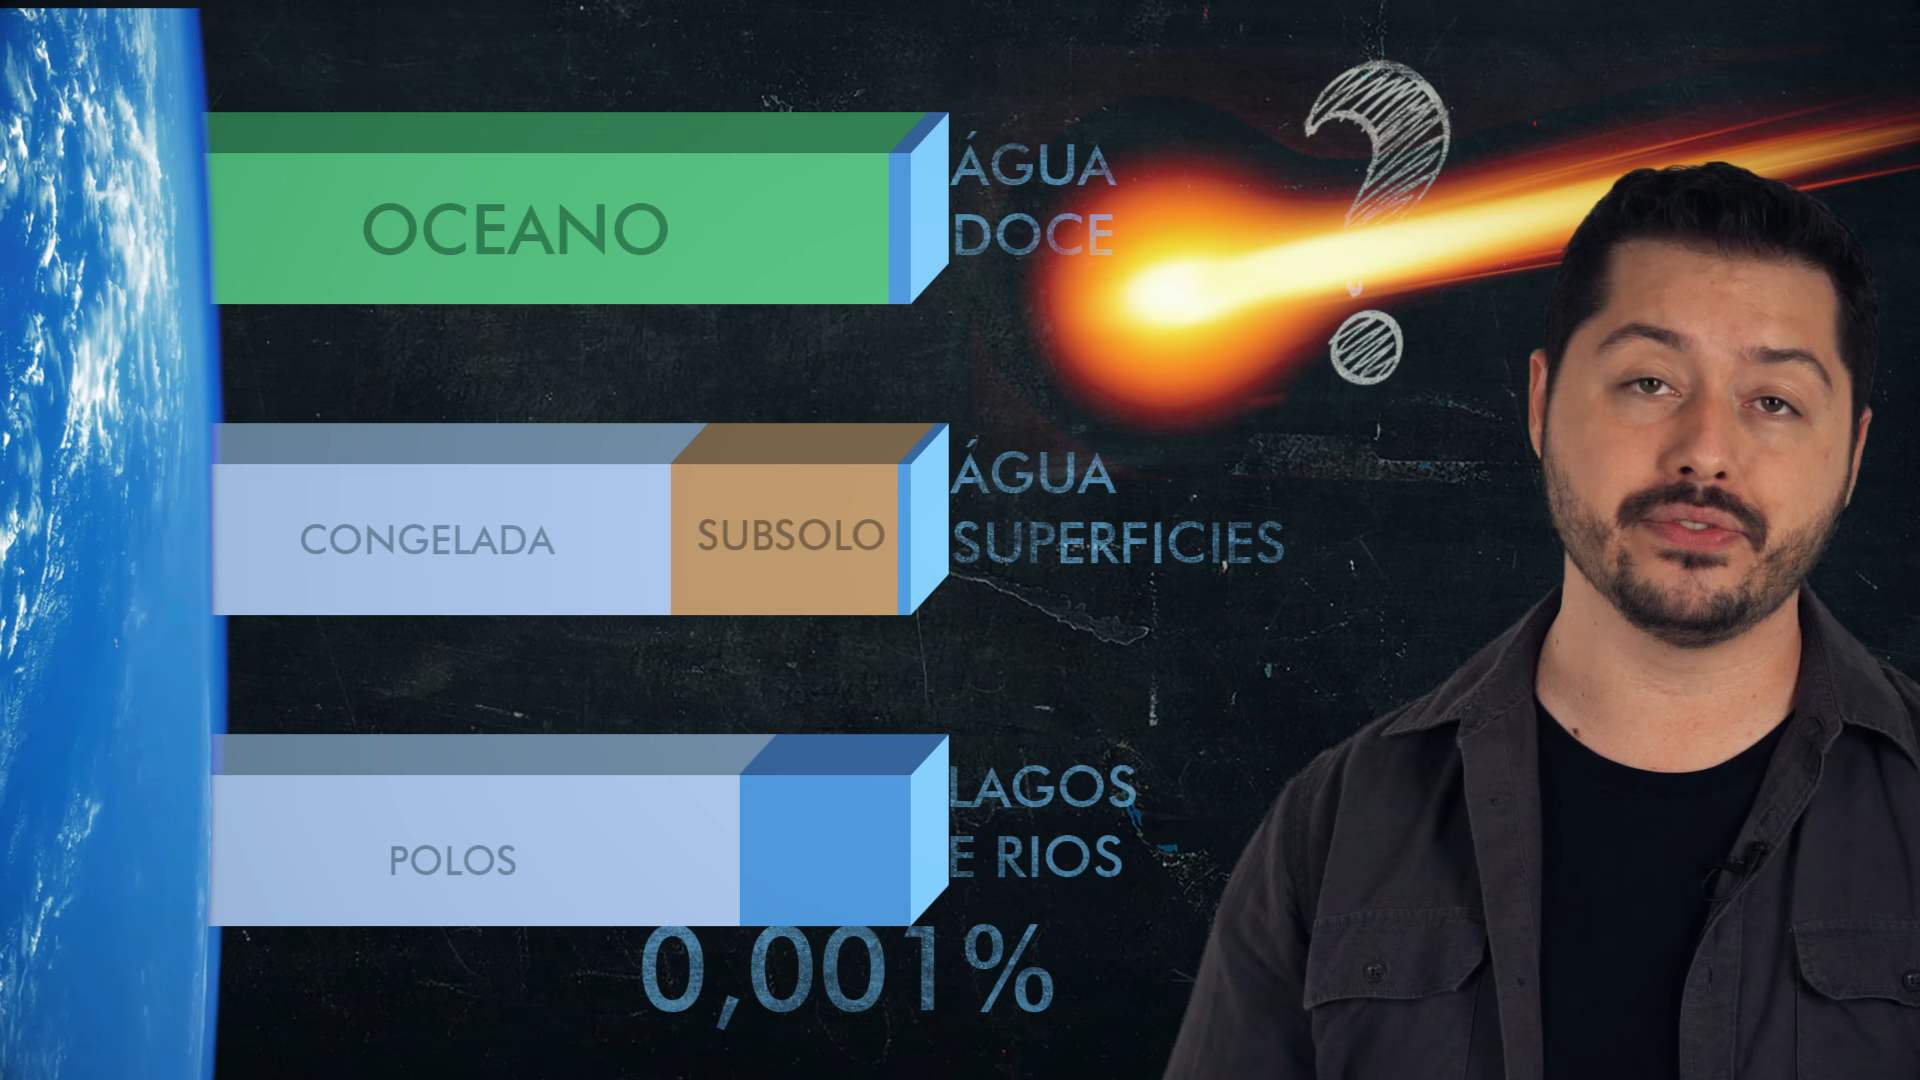 OCEANO
ÁGUA
DOCE
CONGELADA
SUBSOLO
ÁGUA
SUPERFICIES
POLOS
LAGOS
E RIOS
0,001%
?